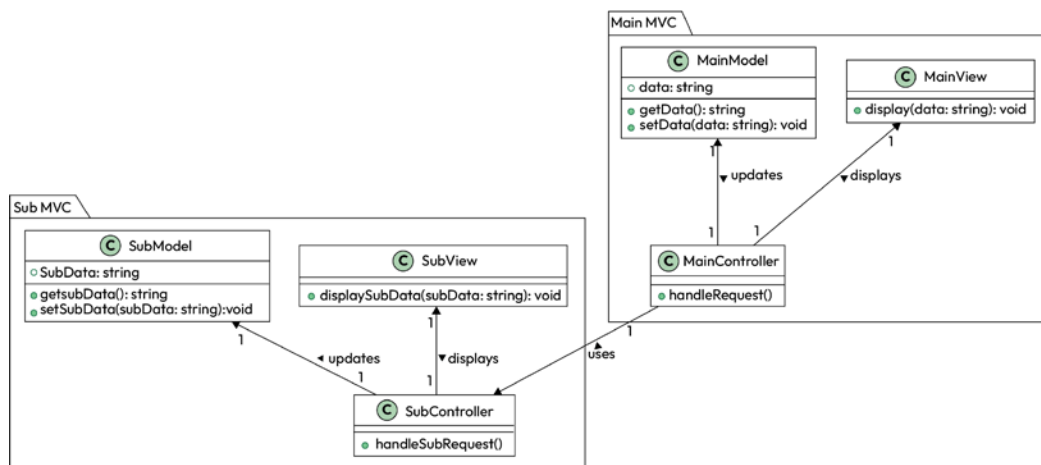 Main MVC
C MainModel
data: string
getData(): string
setData(data: string): void
C MainView
display(data: string): void
1
1
updates
displays
1
1
C MainController
handleRequest()
1
uses
Sub MVC
C SubModel
SubData: string
getsubData(): string
setSubData(subData: string):void
C SubView
displaySubData(subData: string): void
1
1
updates
displays
1
1
1
C SubController
handleSubRequest()